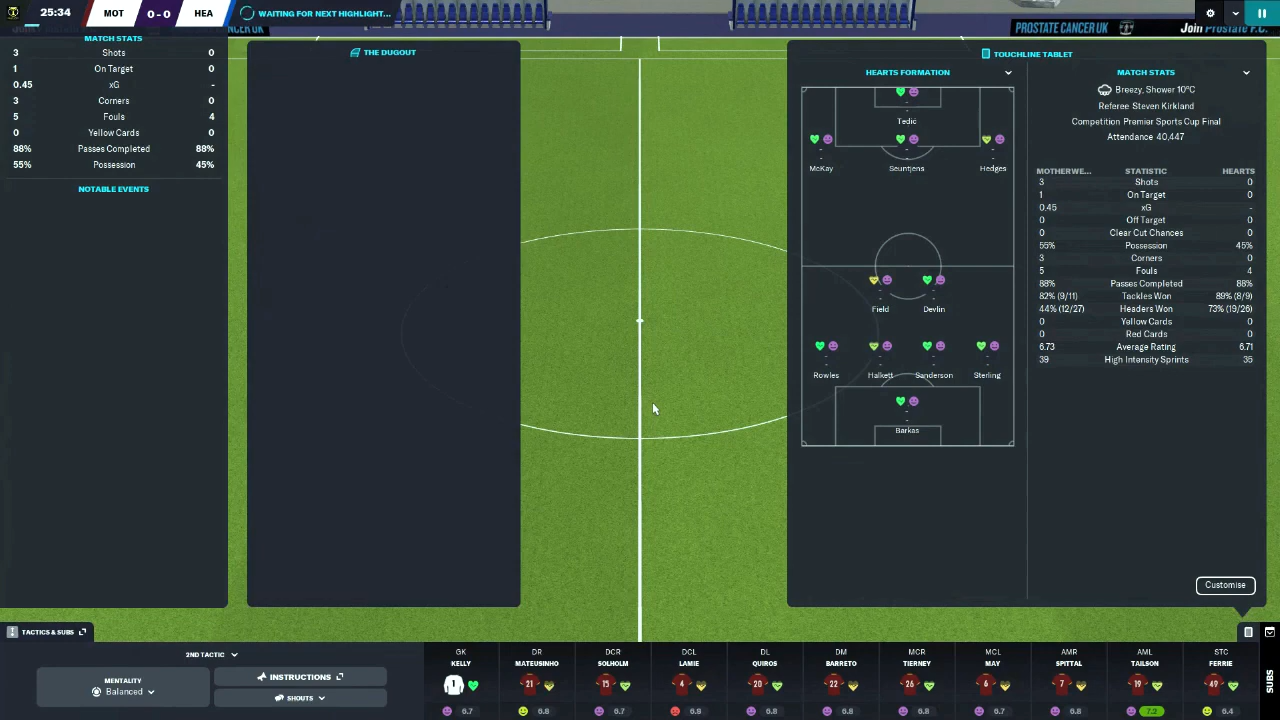 25:34 MOT 0 - 0 HEA WAITING FOR NEXT HIGHLIGHT...
PROSTATE CANCER UK Join Prostate F.C.
MATCH STATS
3 Shots 0
1 On Target 0
0.45 xG -
3 Corners 0
5 Fouls 4
0 Yellow Cards 0
88% Passes Completed 88%
55% Possession 45%
NOTABLE EVENTS
THE DUGOUT
TOUCHLINE TABLET
HEARTS FORMATION
Tedic
McKay Seuntjens Hedges
Field Devlin
Rowles Halkett Sanderson Sterling
Barkas
MATCH STATS
Breezy, Shower 10°C
Referee Steven Kirkland
Competition Premier Sports Cup Final
Attendance 40,447
MOTHERWE... STATISTIC HEARTS
3 Shots 0
1 On Target 0
0.45 xG -
0 Off Target 0
0 Clear Cut Chances 0
55% Possession 45%
3 Corners 0
5 Fouls 4
88% Passes Completed 88%
82% (9/11) Tackles Won 89% (8/9)
44% (12/27) Headers Won 73% (19/26)
0 Yellow Cards 0
0 Red Cards 0
6.73 Average Rating 6.71
39 High Intensity Sprints 35
Customise
TACTICS & SUBS
2ND TACTIC
MENTALITY
Balanced
INSTRUCTIONS
SHOUTS
GK DR DCR DCL DL DM MCR MCL AMR AML STC
KELLY MATEUSINHO SOLHOLM LAMIE QUIROS BARRETO TIERNEY MAY SPITTAL TAILSON FERRIE
1 21 15 4 20 22 26 6 7 19 49
6.7 6.8 6.7 6.8 6.8 6.8 6.8 6.7 6.8 7.2 6.4
SUBS